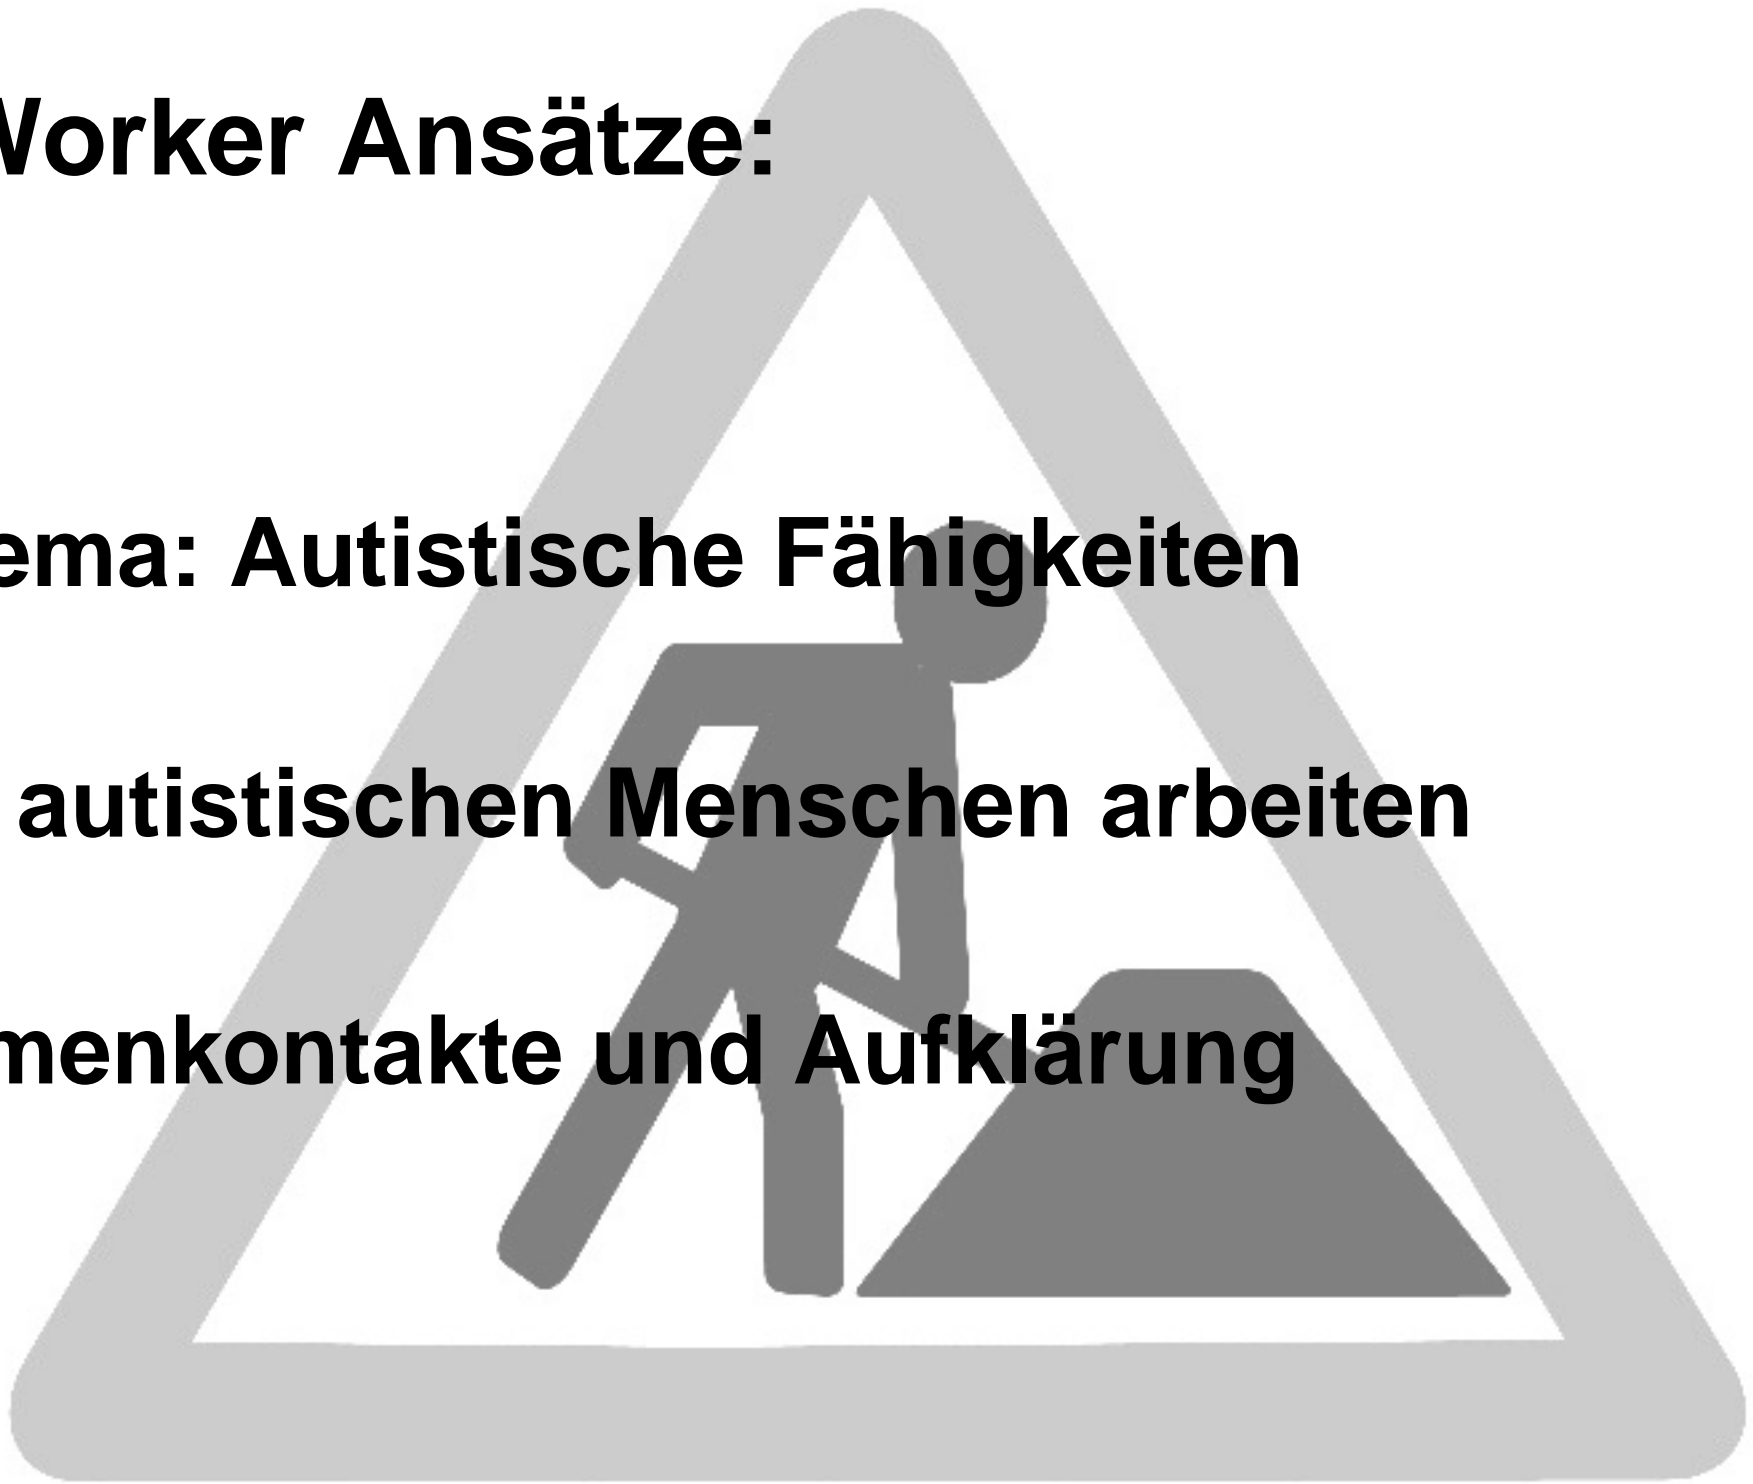 Worker Ansätze:
ema: Autistische Fähigkeiten
autistischen Menschen arbeiten
menkontakte und Aufklärung